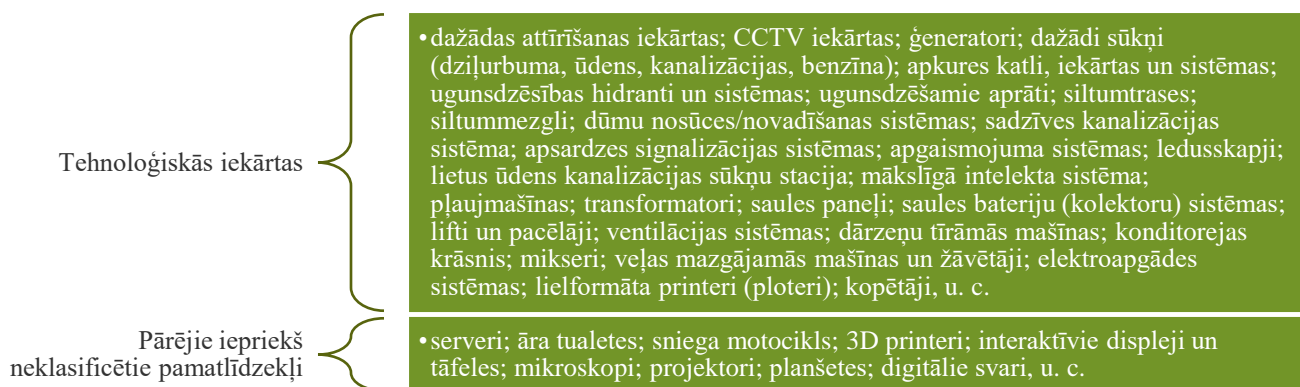 Tehnoloģiskās iekārtas
•dažādas attīrīšanas iekārtas; CCTV iekārtas; ģeneratori; dažādi sūkņi
(dziļurbuma, ūdens, kanalizācijas, benzīna); apkures katli, iekārtas un sistēmas;
ugunsdzēsības hidranti un sistēmas; ugunsdzēšamie aprāti; siltumtrases;
siltummezgli; dūmu nosūces/novadīšanas sistēmas; sadzīves kanalizācijas
sistēma; apsardzes signalizācijas sistēmas; apgaismojuma sistēmas; ledusskapji;
lietus ūdens kanalizācijas sūkņu stacija; mākslīgā intelekta sistēma;
pļaujmašīnas; transformatori; saules paneļi; saules bateriju (kolektoru) sistēmas;
lifti un pacēlāji; ventilācijas sistēmas; dārzeņu tīrāmās mašīnas; konditorejas
krāsnis; mikseri; veļas mazgājamās mašīnas un žāvētāji; elektroapgādes
sistēmas; lielformāta printeri (ploteri); kopētāji, u. c.
Pārējie iepriekš
neklasificētie pamatlīdzekļi
•serveri; āra tualetes; sniega motocikls; 3D printeri; interaktīvie displeji un
tāfeles; mikroskopi; projektori; planšetes; digitālie svari, u. c.